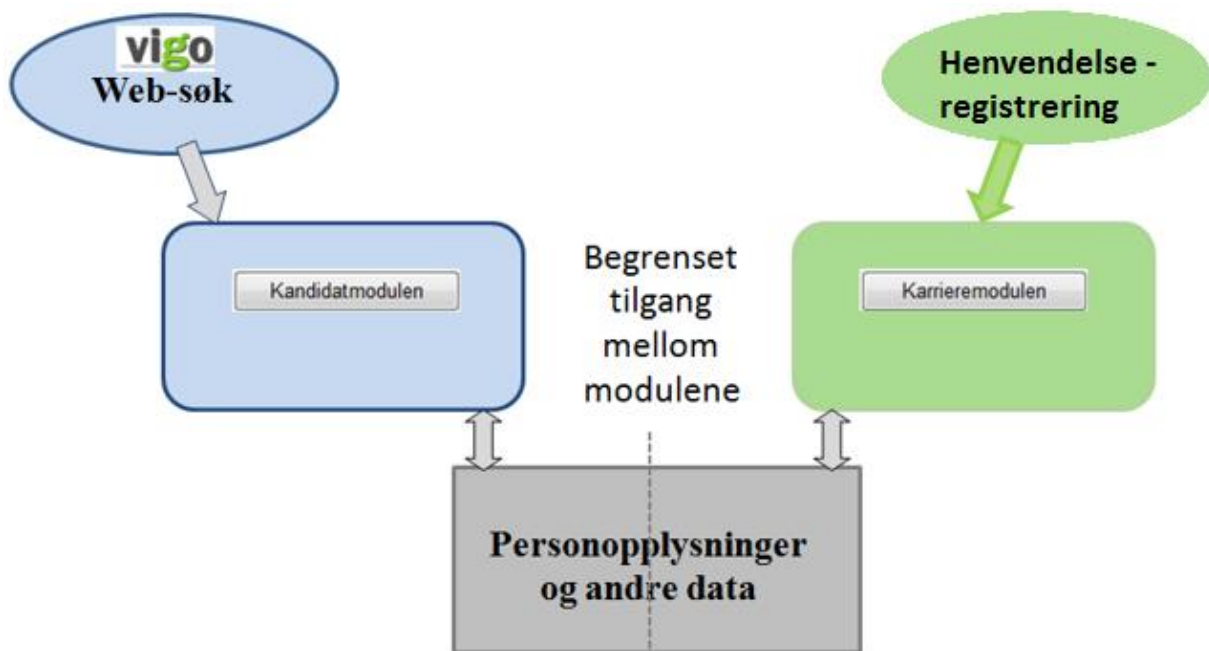 vigo
Web-søk
Henvendelse -
registrering
Kandidatmodulen
Begrenset
tilgang
mellom
modulene
Karrieremodulen
Personopplysninger
og andre data